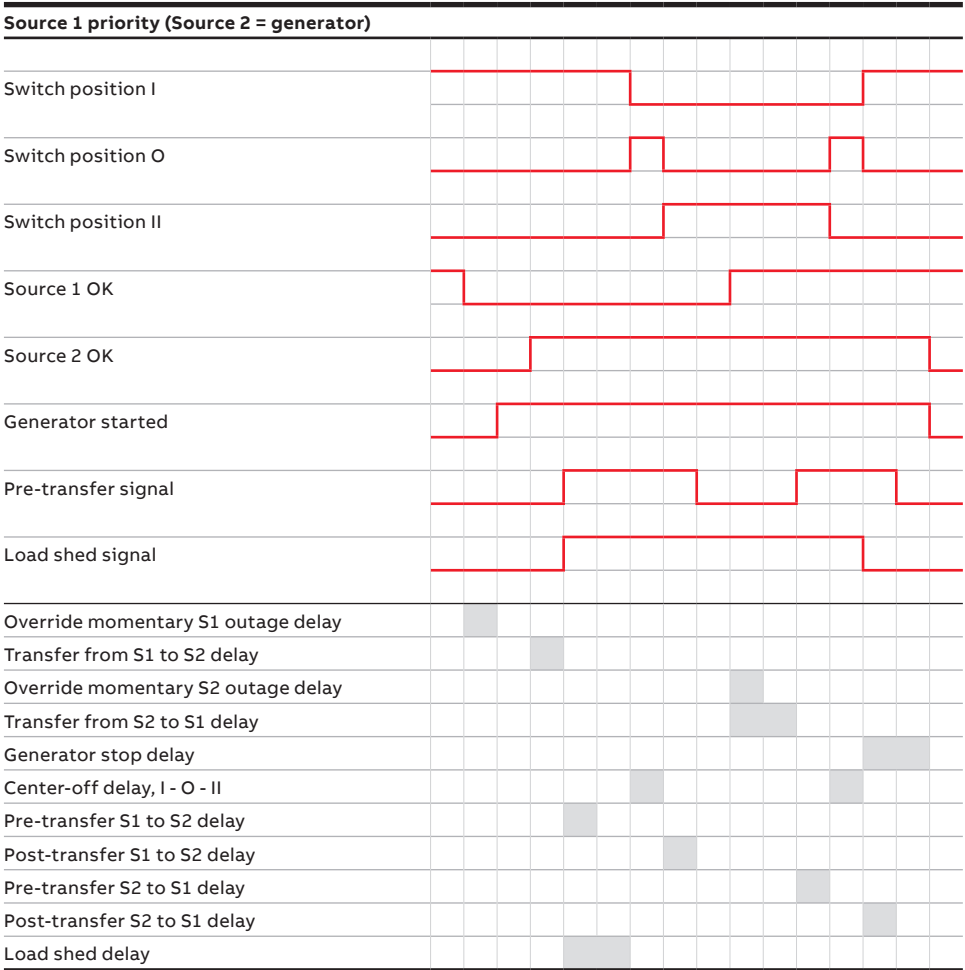 Source 1 priority (Source 2 = generator)
Switch position I
Switch position O
Switch position II
Source 1 OK
Source 2 OK
Generator started
Pre-transfer signal
Load shed signal
Override momentary S1 outage delay
Transfer from S1 to S2 delay
Override momentary S2 outage delay
Transfer from S2 to S1 delay
Generator stop delay
Center-off delay, I - O - II
Pre-transfer S1 to S2 delay
Post-transfer S1 to S2 delay
Pre-transfer S2 to S1 delay
Post-transfer S2 to S1 delay
Load shed delay